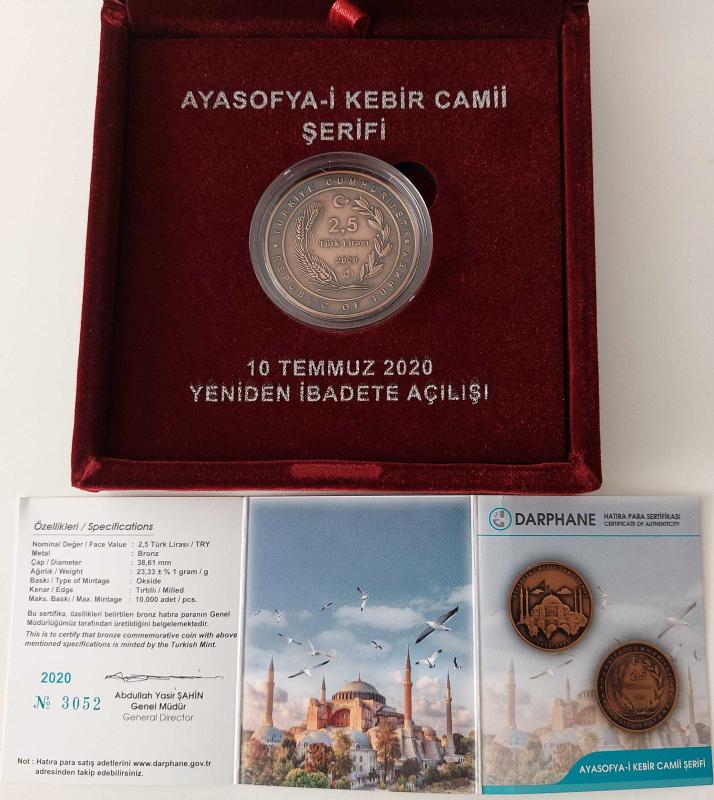 AYASOFYA-İ KEBİR CAMİİ
ŞERİFİ
TÜRKİYE CUMHURİYETİ
2,5
Türk Lirası
2020
REPUBLIC OF TURKEY
10 TEMMUZ 2020
YENİDEN İBADETE AÇILIŞI
Özellikleri / Specifications
Nominal Değer / Face Value : 2,5 Türk Lirası / TRY
Metal : Bronz
Çap / Diameter : 38,61 mm
Ağırlık / Weight : 23,33 ± % 1 gram / g
Baskı / Type of Mintage : Okside
Kenar / Edge : Tırtıllı / Milled
Maks. Baskı / Max. Mintage : 10.000 adet / pcs.
Bu sertifika, özellikleri belirtilen bronz hatıra paranın Genel
Müdürlüğümüz tarafından üretildiğini belgelemektedir.
This is to certify that bronze commemorative coin with above
mentioned specifications is minted by the Turkish Mint.
2020
№ 3052
Abdullah Yasir ŞAHİN
Genel Müdür
General Director
Not : Hatıra para satış adetlerini www.darphane.gov.tr
adresinden takip edebilirsiniz.
DARPHANE
HATIRA PARA SERTİFİKASI
CERTIFICATE OF AUTHENTICITY
2,5
AYASOFYA-İ KEBİR CAMİİ ŞERİFİ